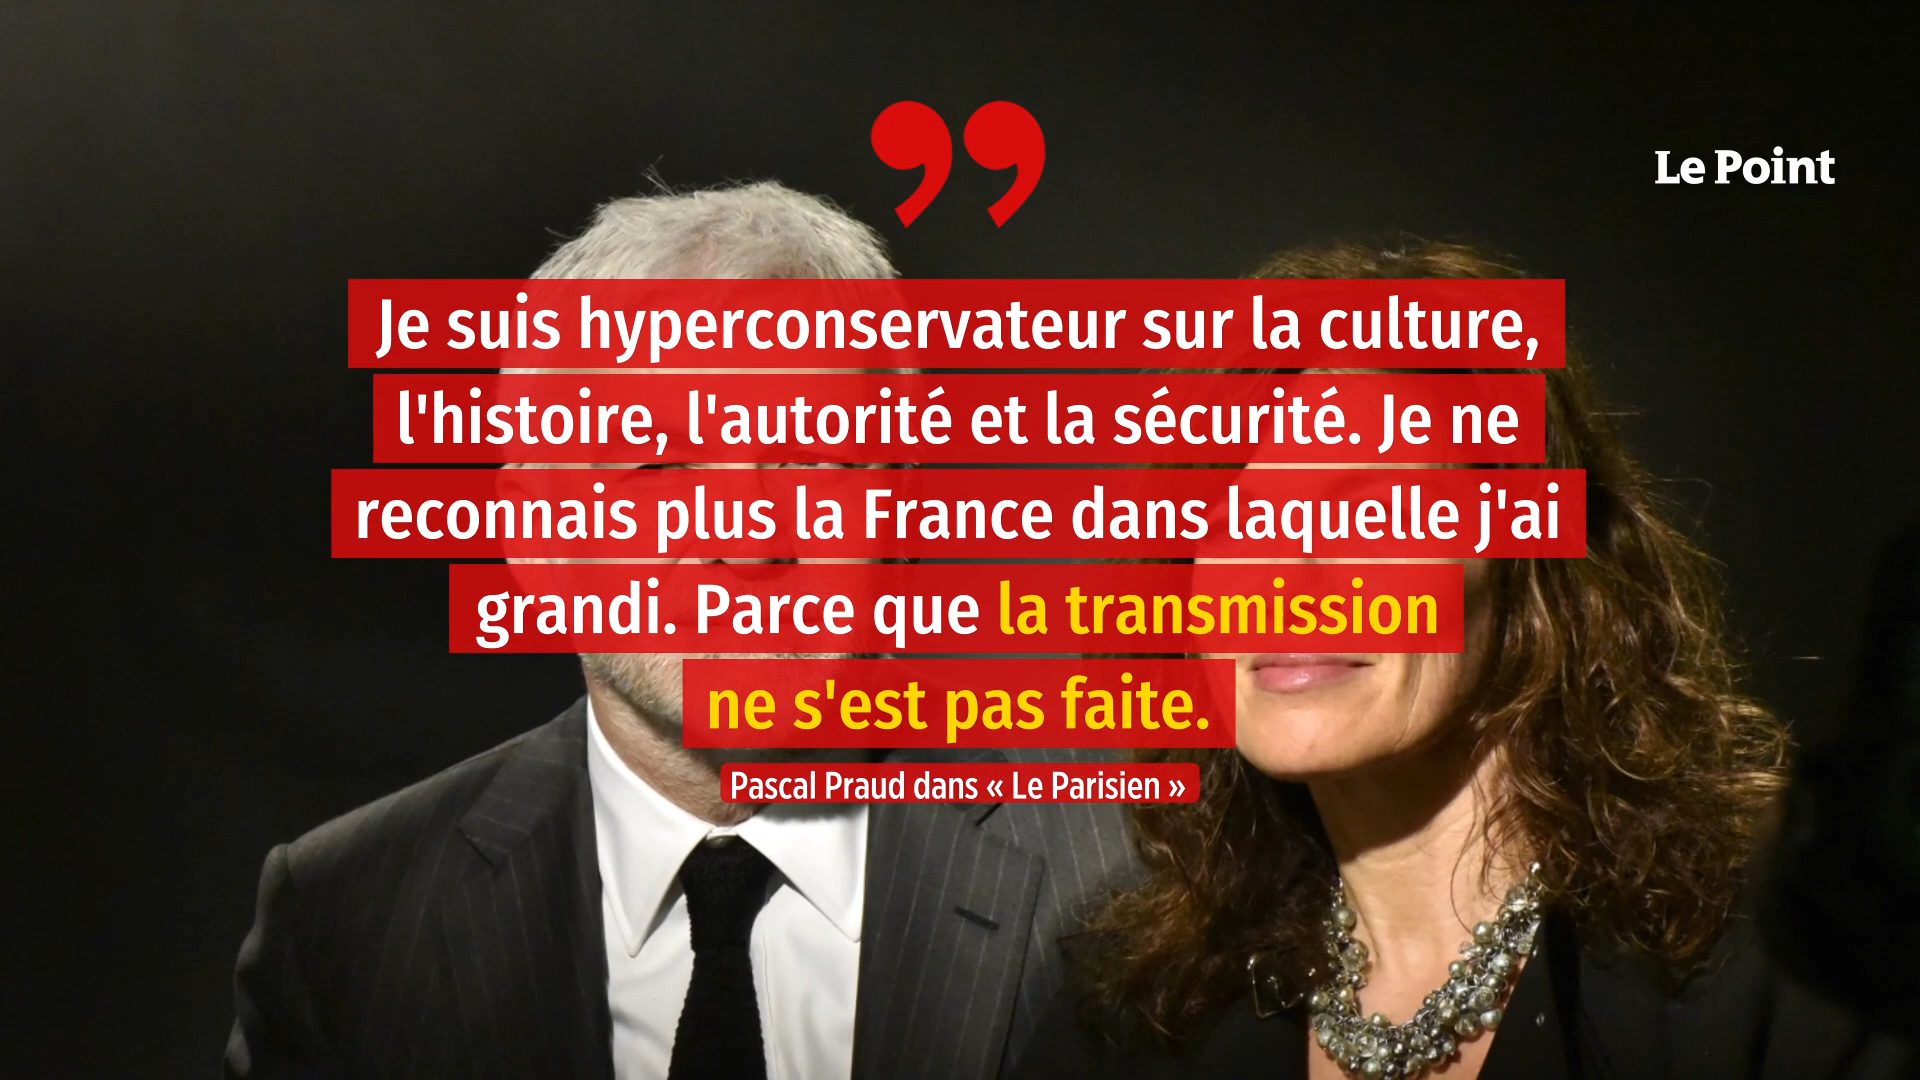 ”
Le Point
Je suis hyperconservateur sur la culture,
l'histoire, l'autorité et la sécurité. Je ne
reconnais plus la France dans laquelle j'ai
grandi. Parce que la transmission
ne s'est pas faite.
Pascal Praud dans « Le Parisien »